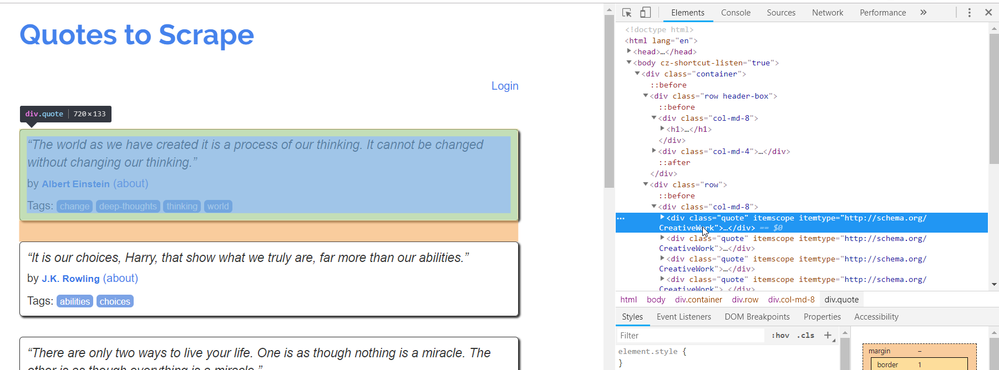 Quotes to Scrape
Login
div.quote 720×133
“The world as we have created it is a process of our thinking. It cannot be changed
without changing our thinking.”
by Albert Einstein (about)
Tags: change deep-thoughts thinking world
“It is our choices, Harry, that show what we truly are, far more than our abilities.”
by J.K. Rowling (about)
Tags: abilities choices
“There are only two ways to live your life. One is as though nothing is a miracle. The
other is as though everything is a miracle.”
Elements Console Sources Network Performance »
<!doctype html>
<html lang="en">
<head>…</head>
<body cz-shortcut-listen="true">
<div class="container">
::before
<div class="row header-box">
::before
<div class="col-md-8">
<h1>…</h1>
</div>
<div class="col-md-4">…</div>
::after
</div>
<div class="row">
::before
<div class="col-md-8">
<div class="quote" itemscope itemtype="http://schema.org/
CreativeWork">…</div> == $0
<div class="quote" itemscope itemtype="http://schema.org/
CreativeWork">…</div>
<div class="quote" itemscope itemtype="http://schema.org/
CreativeWork">…</div>
<div class="quote" itemscope itemtype="http://schema.org/
CreativeWork">…</div>
html body div.container div.row div.col-md-8 div.quote
Styles Event Listeners DOM Breakpoints Properties Accessibility
Filter :hov .cls +
element.style {
}
margin –
border 1